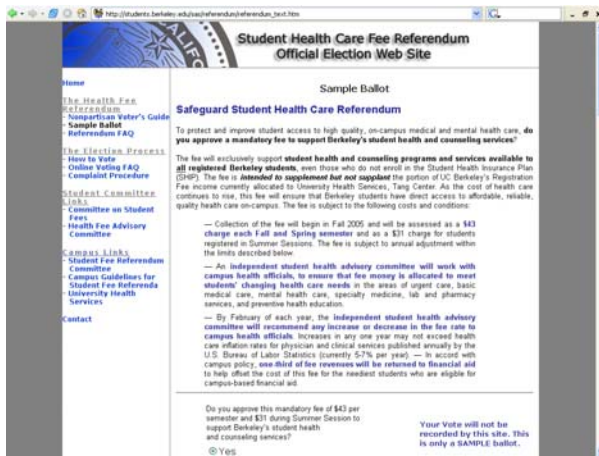 http://students.berkeley.edu/sas/referendum/referendum_text.htm
G
CALIFO
Student Health Care Fee Referendum
Official Election Web Site
Home
The Health Fee
Referendum
· Nonpartisan Voter's Guide
· Sample Ballot
· Referendum FAQ
The Election Process
· How to Vote
· Online Voting FAQ
· Complaint Procedure
Student Committee
Links
· Committee on Student
Fees
· Health Fee Advisory
Committee
Campus Links
· Student Fee Referendum
Committee
· Campus Guidelines for
Student Fee Referenda
· University Health
Services
Contact
Sample Ballot
Safeguard Student Health Care Referendum
To protect and improve student access to high quality, on-campus medical and mental health care, do
you approve a mandatory fee to support Berkeley's student health and counseling services?
The fee will exclusively support student health and counseling programs and services available to
all registered Berkeley students, even those who do not enroll in the Student Health Insurance Plan
(SHIP). The fee is intended to supplement but not supplant the portion of UC Berkeley's Registration
Fee income currently allocated to University Health Services, Tang Center. As the cost of health care
continues to rise, this fee will ensure that Berkeley students have direct access to affordable, reliable,
quality health care on-campus. The fee is subject to the following costs and conditions:
— Collection of the fee will begin in Fall 2005 and will be assessed as a $43
charge each Fall and Spring semester and as a $31 charge for students
registered in Summer Sessions. The fee is subject to annual adjustment within
the limits described below.
— An independent student health advisory committee will work with
campus health officials, to ensure that fee money is allocated to meet
students' changing health care needs in the areas of urgent care, basic
medical care, mental health care, specialty medicine, lab and pharmacy
services, and preventive health education.
— By February of each year, the independent student health advisory
committee will recommend any increase or decrease in the fee rate to
campus health officials. Increases in any one year may not exceed health
care inflation rates for physician and clinical services published annually by the
U.S. Bureau of Labor Statistics (currently 5-7% per year). — In accord with
campus policy, one-third of fee revenues will be returned to financial aid
to help offset the cost of this fee for the neediest students who are eligible for
campus-based financial aid.
Do you approve this mandatory fee of $43 per
semester and $31 during Summer Session to
support Berkeley's student health
and counseling services?
Yes
Your Vote will not be
recorded by this site. This
is only a SAMPLE ballot.